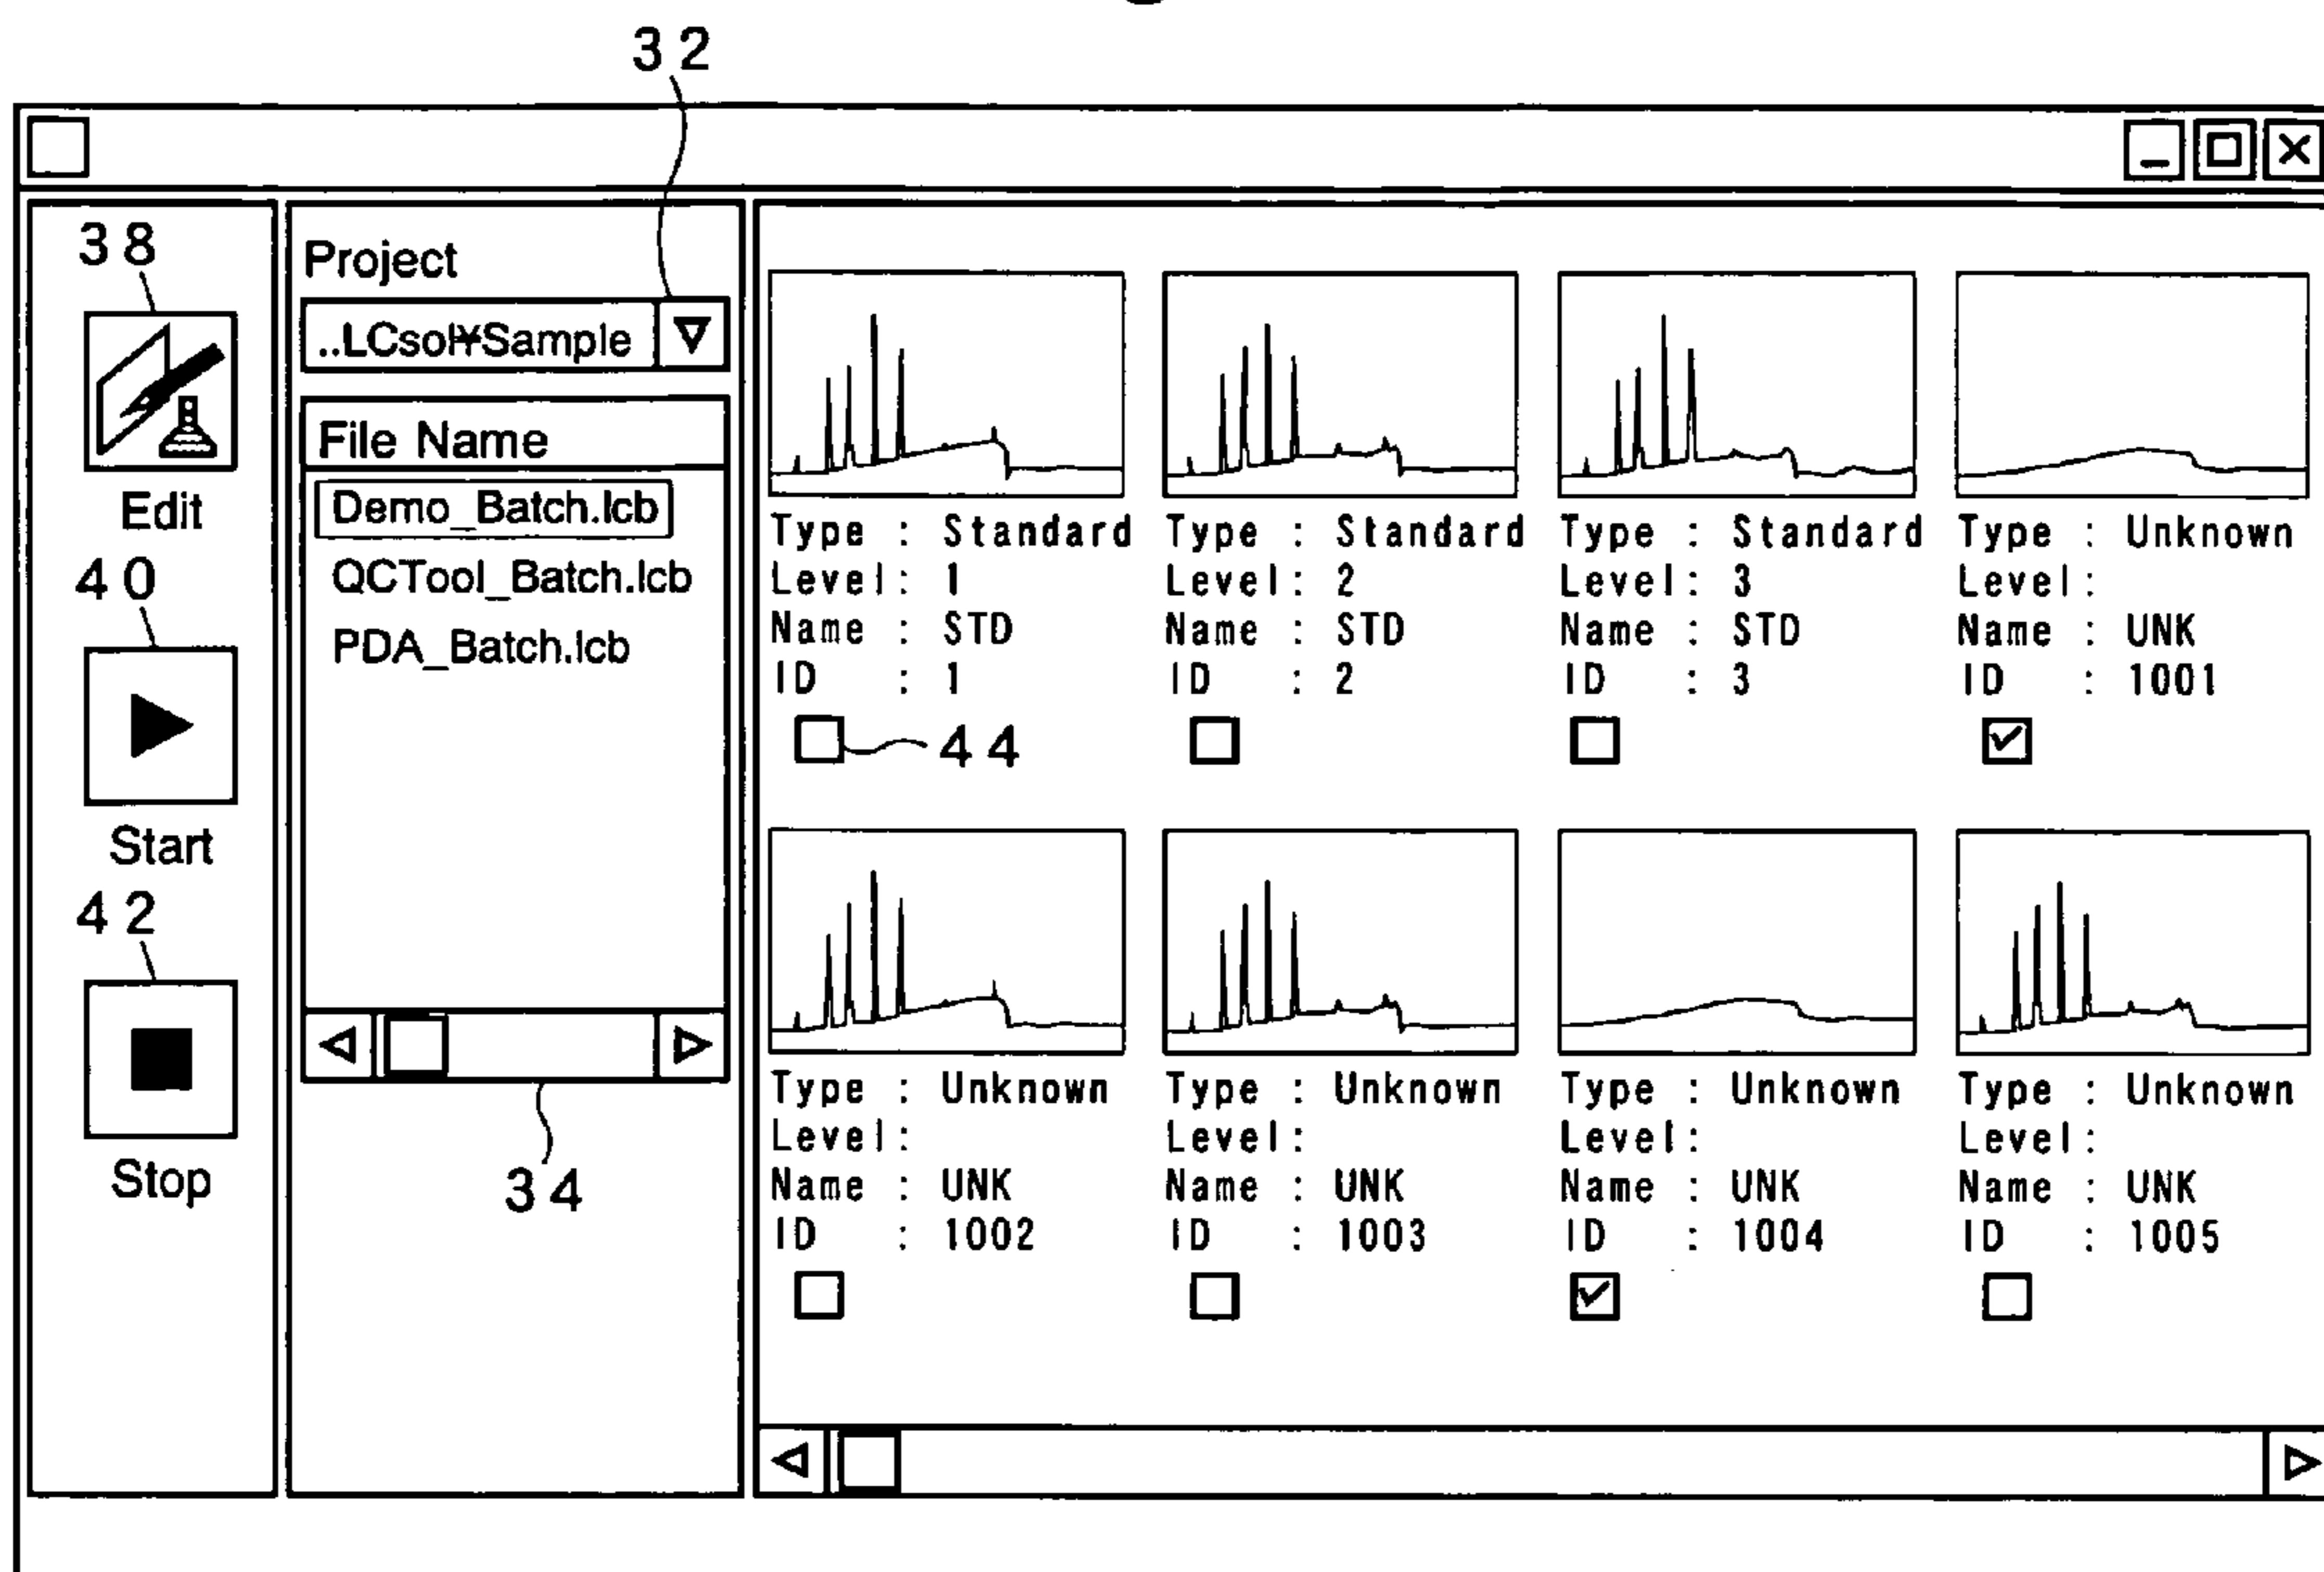 32
38
Edit
40
Start
42
Stop
Project
..LCsol¥Sample
File Name
Demo_Batch.lcb
QCTool_Batch.lcb
PDA_Batch.lcb
34
Type : Standard
Level: 1
Name : STD
ID : 1
44
Type : Standard
Level: 2
Name : STD
ID : 2
Type : Standard
Level: 3
Name : STD
ID : 3
Type : Unknown
Level:
Name : UNK
ID : 1001
Type : Unknown
Level:
Name : UNK
ID : 1002
Type : Unknown
Level:
Name : UNK
ID : 1003
Type : Unknown
Level:
Name : UNK
ID : 1004
Type : Unknown
Level:
Name : UNK
ID : 1005